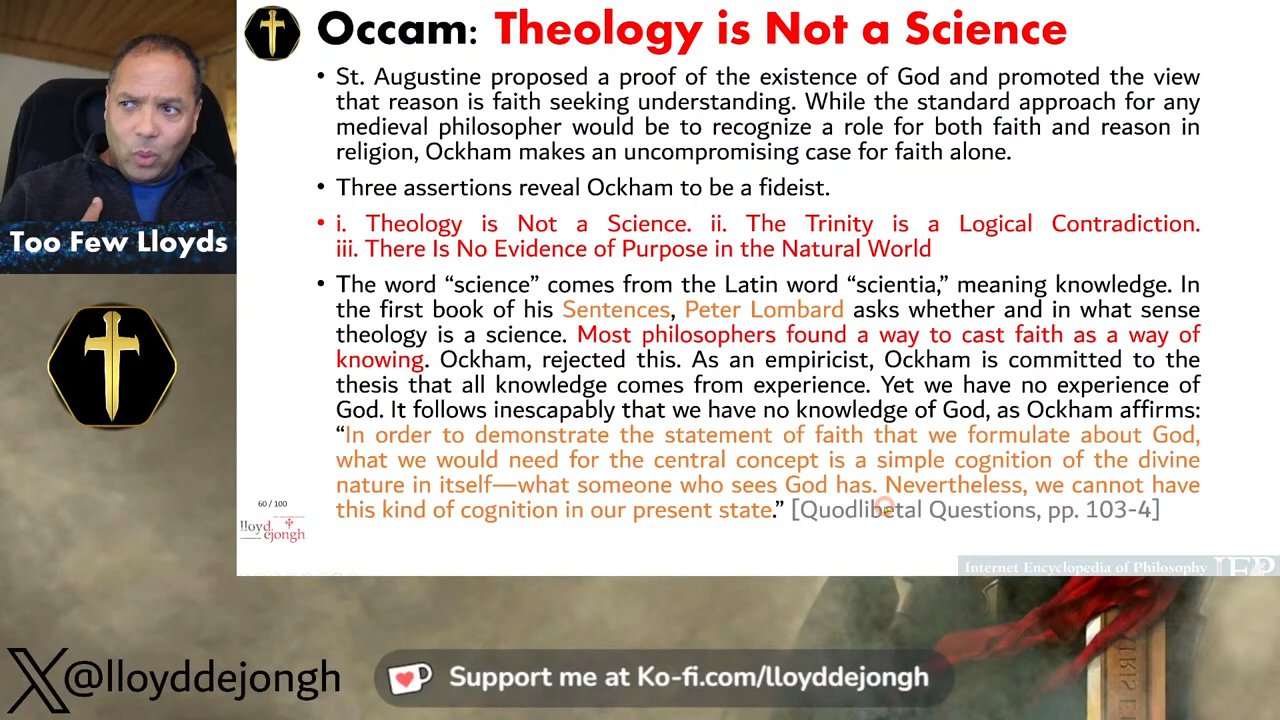 Occam: Theology is Not a Science
• St. Augustine proposed a proof of the existence of God and promoted the view
that reason is faith seeking understanding. While the standard approach for any
medieval philosopher would be to recognize a role for both faith and reason in
religion, Ockham makes an uncompromising case for faith alone.
• Three assertions reveal Ockham to be a fideist.
• i. Theology is Not a Science. ii. The Trinity is a Logical Contradiction.
iii. There Is No Evidence of Purpose in the Natural World
• The word “science” comes from the Latin word “scientia,” meaning knowledge. In
the first book of his Sentences, Peter Lombard asks whether and in what sense
theology is a science. Most philosophers found a way to cast faith as a way of
knowing. Ockham, rejected this. As an empiricist, Ockham is committed to the
thesis that all knowledge comes from experience. Yet we have no experience of
God. It follows inescapably that we have no knowledge of God, as Ockham affirms:
“In order to demonstrate the statement of faith that we formulate about God,
what we would need for the central concept is a simple cognition of the divine
nature in itself—what someone who sees God has. Nevertheless, we cannot have
this kind of cognition in our present state.” [Quodlibetal Questions, pp. 103-4]
Too Few Lloyds
60 / 100
lloyd
ejongh
Internet Encyclopedia of Philosophy
IEP
X@lloyddejongh
Support me at Ko-fi.com/lloyddejongh